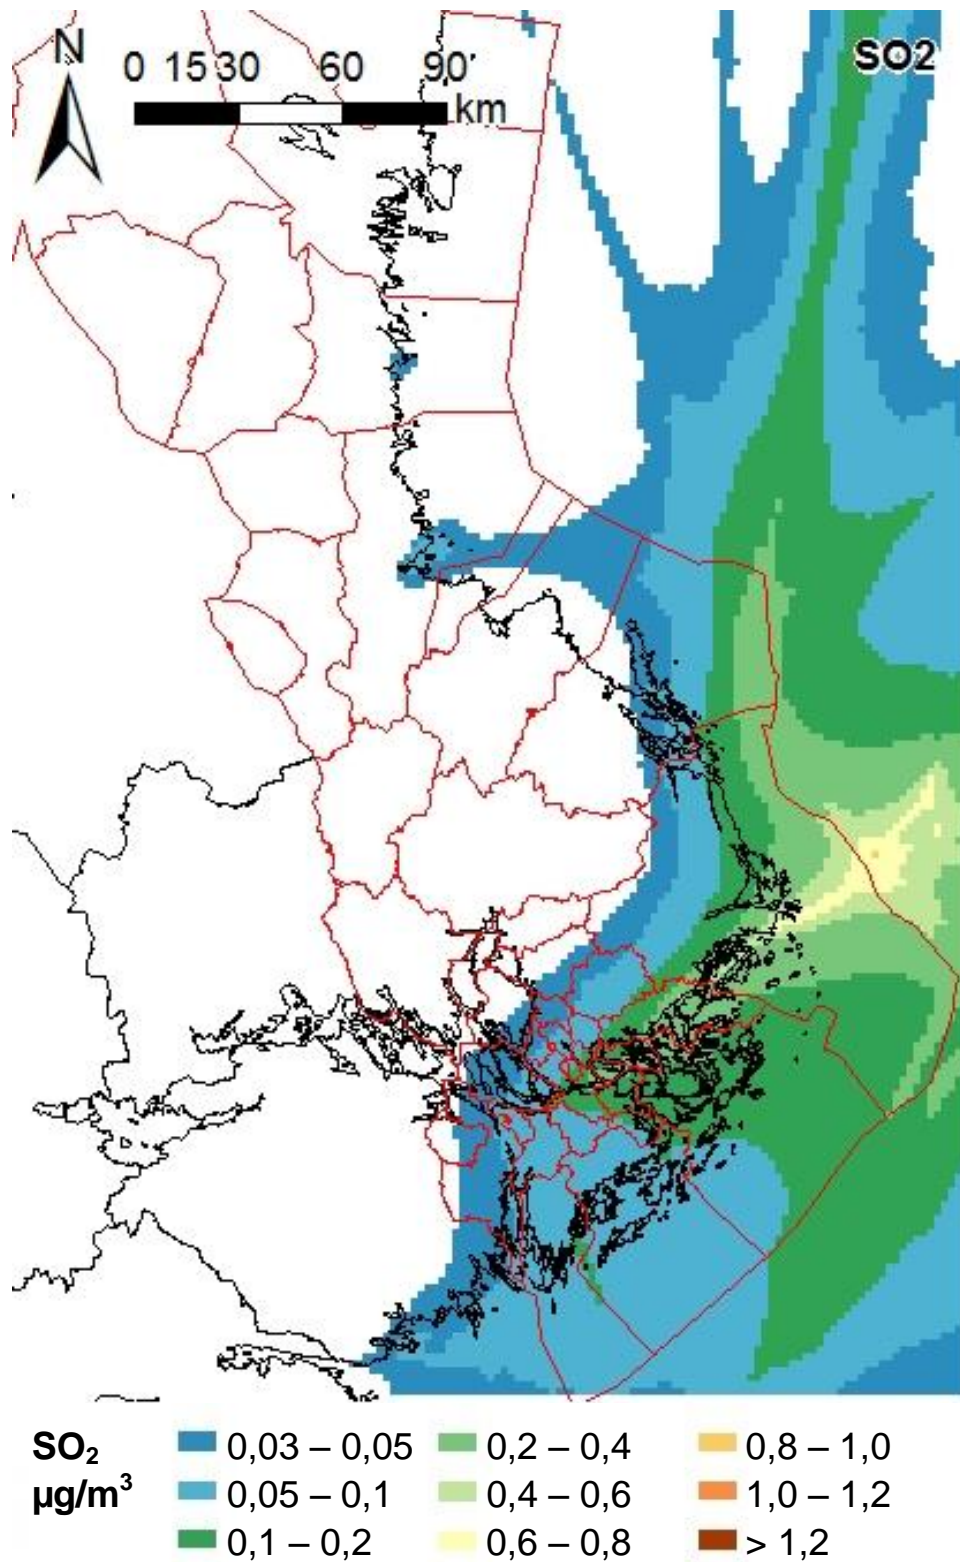 N
0 15 30 60 90
km
SO2
SO₂
µg/m³
0,03 – 0,05
0,05 – 0,1
0,1 – 0,2
0,2 – 0,4
0,4 – 0,6
0,6 – 0,8
0,8 – 1,0
1,0 – 1,2
> 1,2